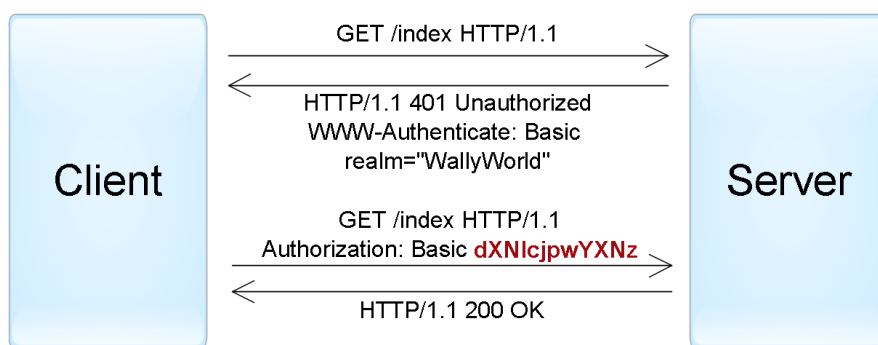 GET /index HTTP/1.1
HTTP/1.1 401 Unauthorized
WWW-Authenticate: Basic
realm="WallyWorld"
Client
Server
GET /index HTTP/1.1
Authorization: Basic dXNlcjpwYXNz
HTTP/1.1 200 OK